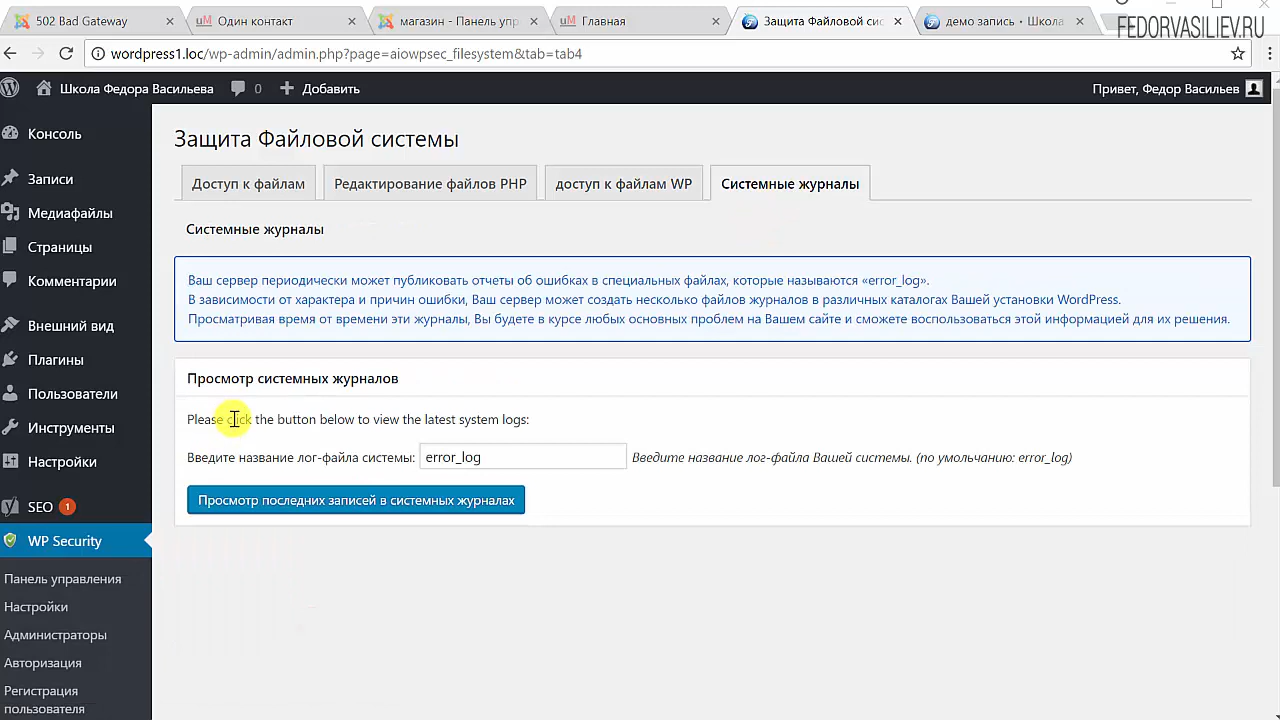 502 Bad Gateway
Один контакт
магазин - Панель упр
Главная
Защита Файловой сис
демо запись • Школа
FEDORVASILIEV.RU
wordpress1.loc/wp-admin/admin.php?page=aiowpsec_filesystem&tab=tab4
Школа Федора Васильева
0
Добавить
Привет, Федор Васильев
Консоль
Записи
Медиафайлы
Страницы
Комментарии
Внешний вид
Плагины
Пользователи
Инструменты
Настройки
SEO 1
WP Security
Панель управления
Настройки
Администраторы
Авторизация
Регистрация
пользователя
Защита Файловой системы
Доступ к файлам
Редактирование файлов PHP
доступ к файлам WP
Системные журналы
Системные журналы
Ваш сервер периодически может публиковать отчеты об ошибках в специальных файлах, которые называются «error_log».
В зависимости от характера и причин ошибки, Ваш сервер может создать несколько файлов журналов в различных каталогах Вашей установки WordPress.
Просматривая время от времени эти журналы, Вы будете в курсе любых основных проблем на Вашем сайте и сможете воспользоваться этой информацией для их решения.
Просмотр системных журналов
Please click the button below to view the latest system logs:
Введите название лог-файла системы: error_log Введите название лог-файла Вашей системы. (по умольчанию: error_log)
Просмотр последних записей в системных журналах